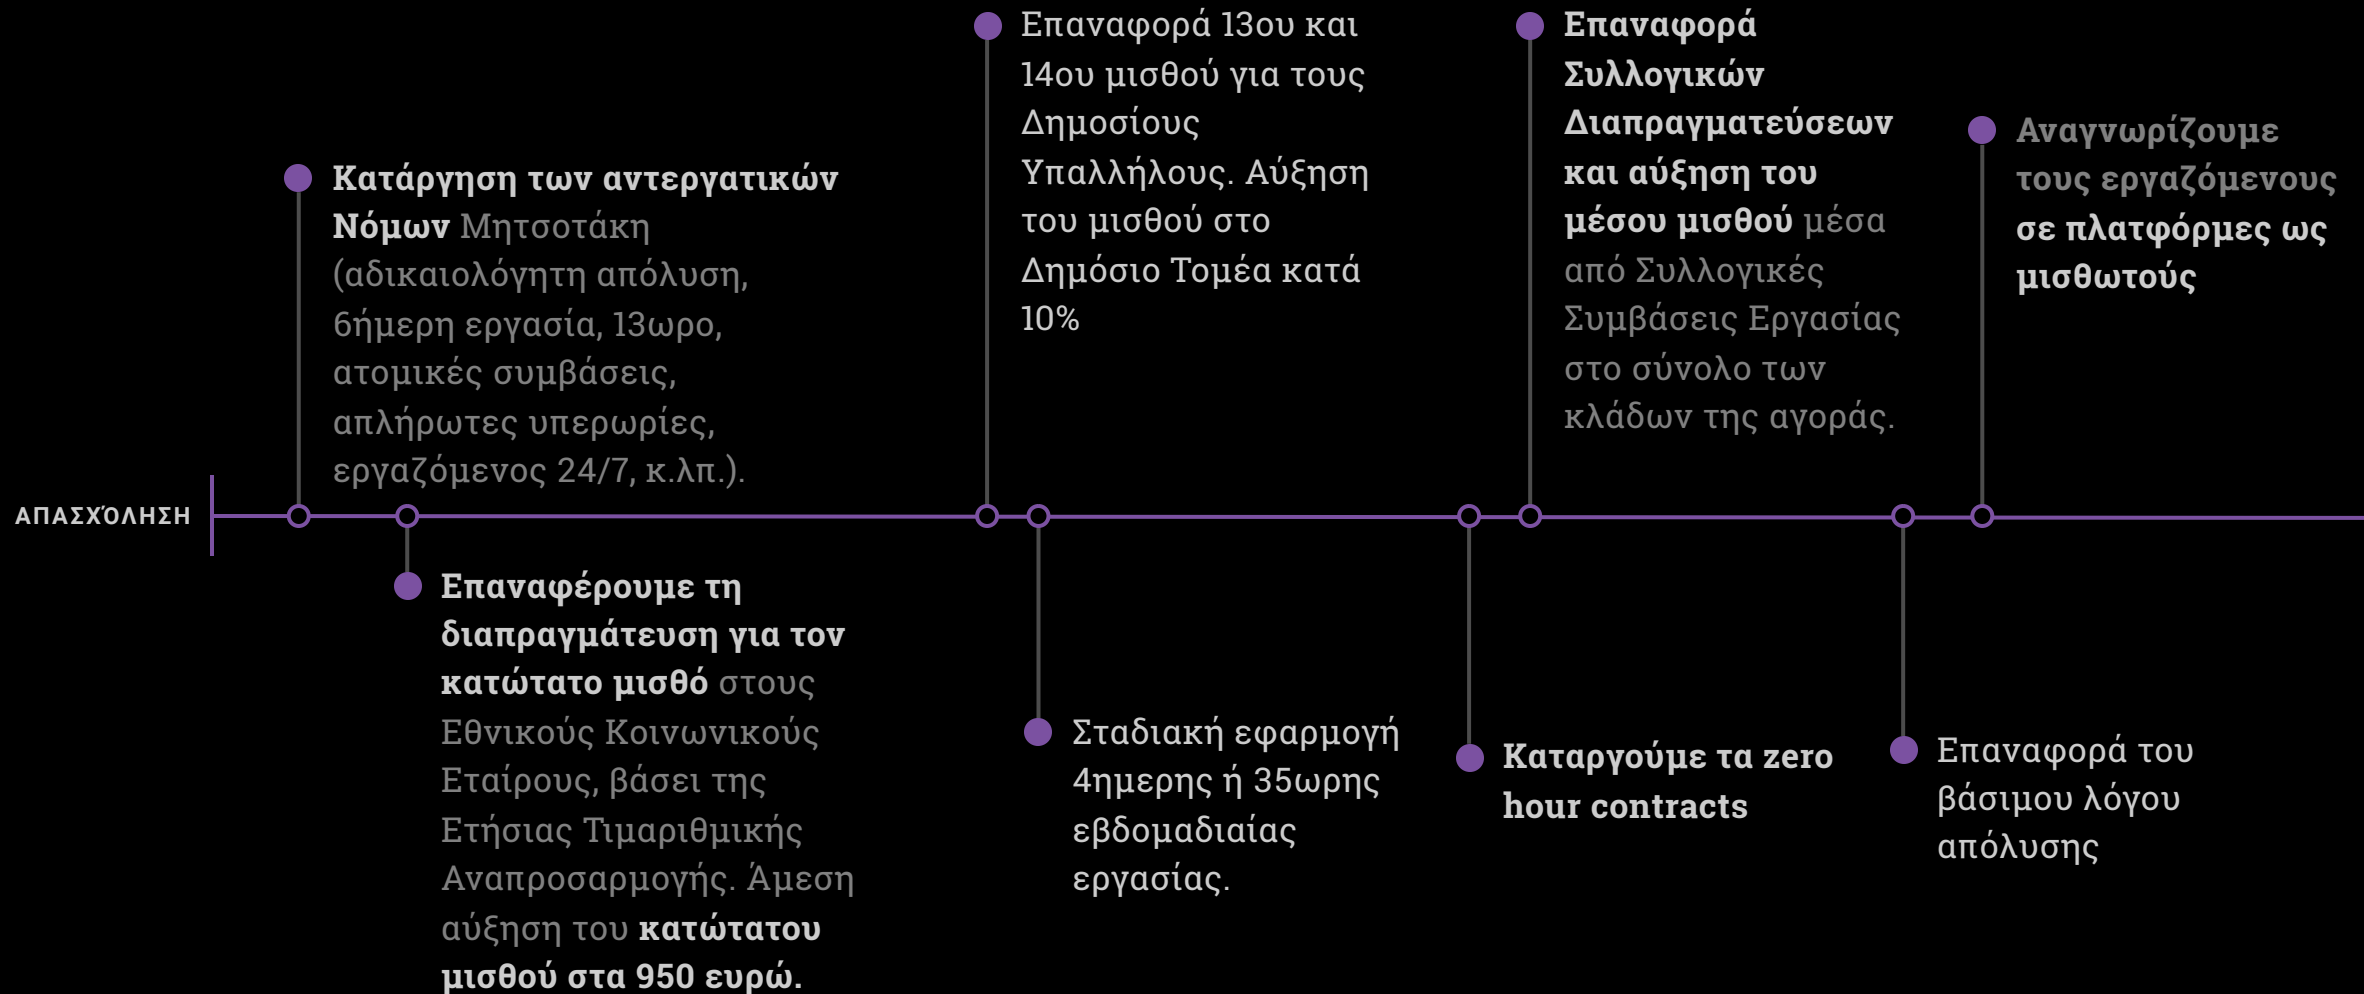 ΑΠΑΣΧΌΛΗΣΗ
Κατάργηση των αντεργατικών
Νόμων Μητσοτάκη
(αδικαιολόγητη απόλυση,
6ήμερη εργασία, 13ωρο,
ατομικές συμβάσεις,
απλήρωτες υπερωρίες,
εργαζόμενος 24/7, κ.λπ.).
Επαναφέρουμε τη
διαπραγμάτευση για τον
κατώτατο μισθό στους
Εθνικούς Κοινωνικούς
Εταίρους, βάσει της
Ετήσιας Τιμαριθμικής
Αναπροσαρμογής. Άμεση
αύξηση του κατώτατου
μισθού στα 950 ευρώ.
Επαναφορά 13ου και
14ου μισθού για τους
Δημοσίους
Υπαλλήλους. Αύξηση
του μισθού στο
Δημόσιο Τομέα κατά
10%
Σταδιακή εφαρμογή
4ημερης ή 35ωρης
εβδομαδιαίας
εργασίας.
Καταργούμε τα zero
hour contracts
Επαναφορά
Συλλογικών
Διαπραγματεύσεων
και αύξηση του
μέσου μισθού μέσα
από Συλλογικές
Συμβάσεις Εργασίας
στο σύνολο των
κλάδων της αγοράς.
Επαναφορά του
βάσιμου λόγου
απόλυσης
Αναγνωρίζουμε
τους εργαζόμενους
σε πλατφόρμες ως
μισθωτούς